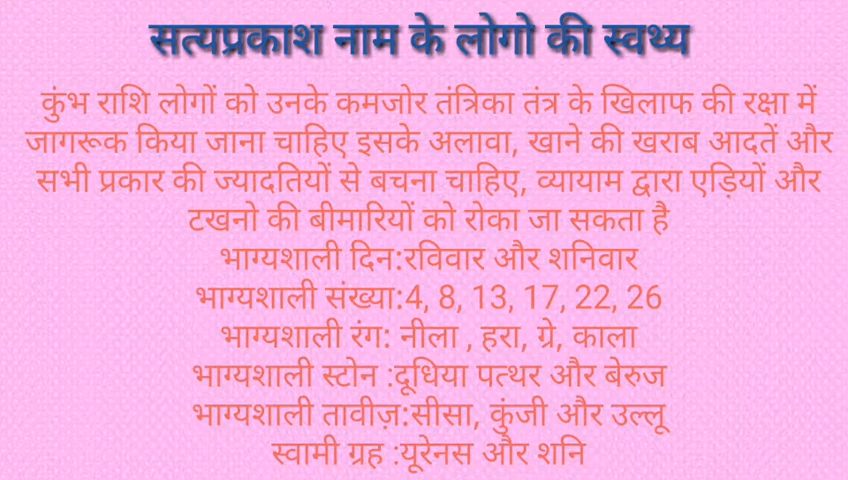 सत्यप्रकाश नाम के लोगो की स्वथ्य
कुंभ राशि लोगों को उनके कमजोर तंत्रिका तंत्र के खिलाफ की रक्षा में
जागरूक किया जाना चाहिए इसके अलावा, खाने की खराब आदतें और
सभी प्रकार की ज्यादतियों से बचना चाहिए, व्यायाम द्वारा एड़ियों और
टखनो की बीमारियों को रोका जा सकता है
भाग्यशाली दिन:रविवार और शनिवार
भाग्यशाली संख्या:4, 8, 13, 17, 22, 26
भाग्यशाली रंग: नीला , हरा, ग्रे, काला
भाग्यशाली स्टोन :दूधिया पत्थर और बेरुज
भाग्यशाली तावीज़:सीसा, कुंजी और उल्लू
स्वामी ग्रह :यूरेनस और शनि